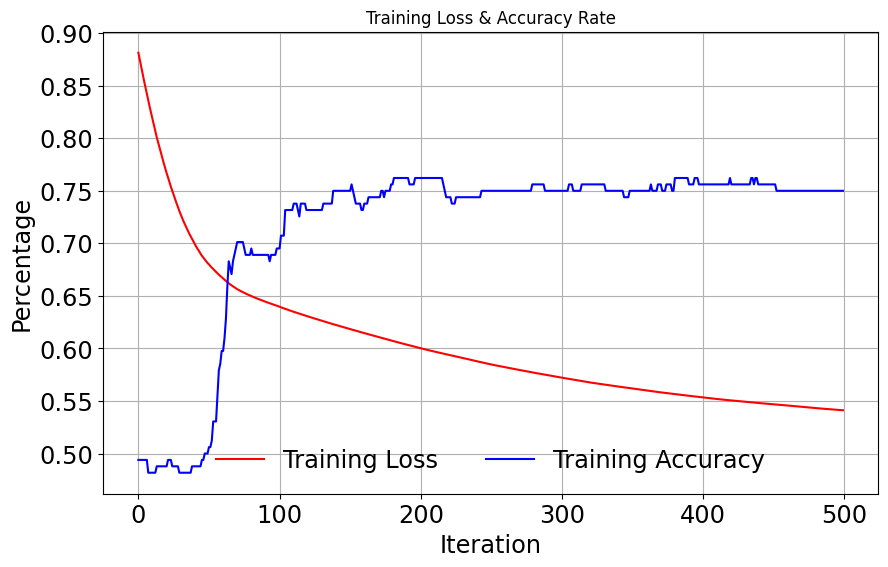 Training Loss & Accuracy Rate
0.90
0.85
0.80
0.75
0.70
0.65
0.60
0.55
0.50
Percentage
Training Loss Training Accuracy
0 100 200 300 400 500
Iteration